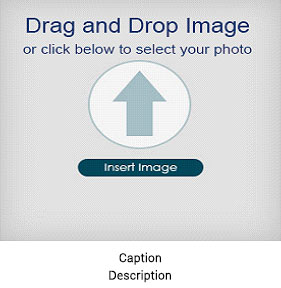 Drag and Drop Image
or click below to select your photo
Insert Image
Caption
Description